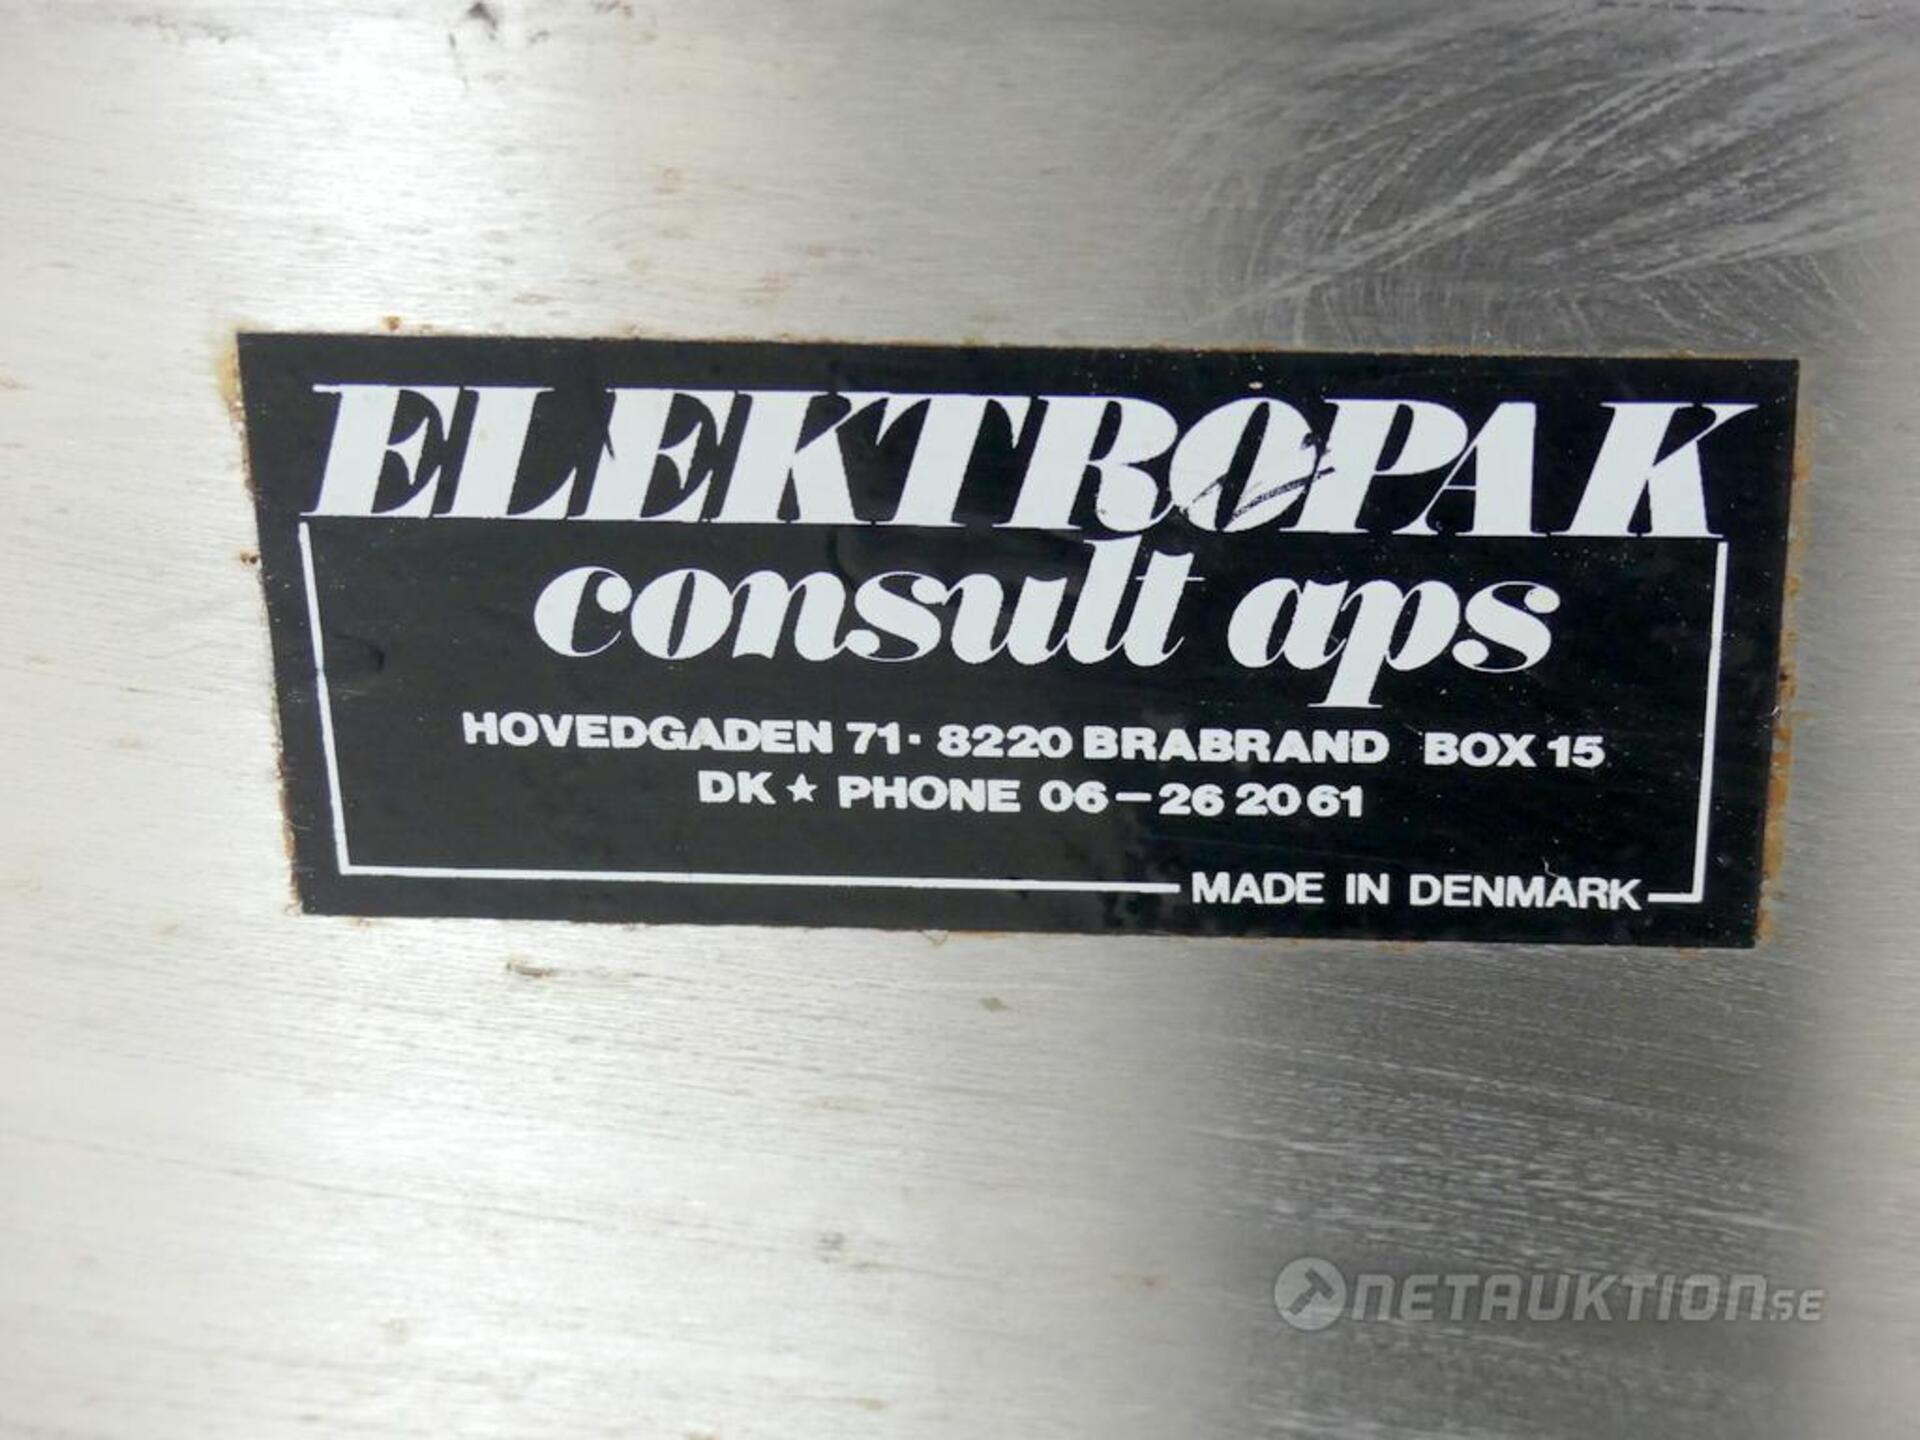 ELEKTROPAK
consult aps
HOVEDGADEN 71 · 8220 BRABRAND BOX 15
DK ★ PHONE 06-26 20 61
MADE IN DENMARK
NETAUKTION.SE